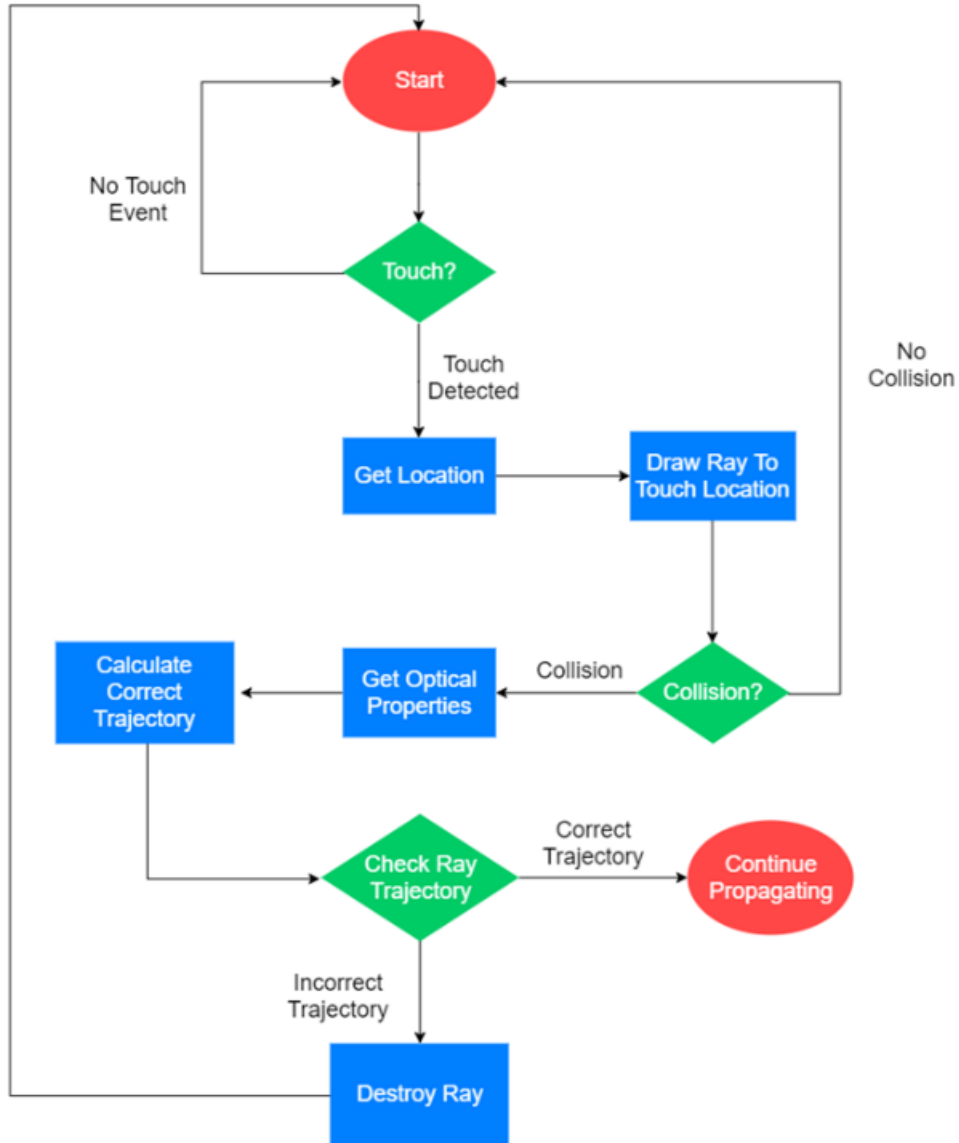 Start
No Touch
Event
Touch?
Touch
Detected
No
Collision
Get Location
Draw Ray To
Touch Location
Calculate
Correct
Trajectory
Get Optical
Properties
Collision
Collision?
Check Ray
Trajectory
Correct
Trajectory
Continue
Propagating
Incorrect
Trajectory
Destroy Ray